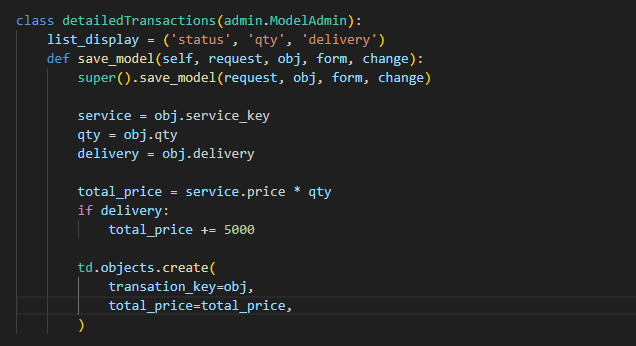 class detailedTransactions(admin.ModelAdmin):
    list_display = ('status', 'qty', 'delivery')
    def save_model(self, request, obj, form, change):
        super().save_model(request, obj, form, change)

        service = obj.service_key
        qty = obj.qty
        delivery = obj.delivery

        total_price = service.price * qty
        if delivery:
            total_price += 5000

        td.objects.create(
            transation_key=obj,
            total_price=total_price,
        )